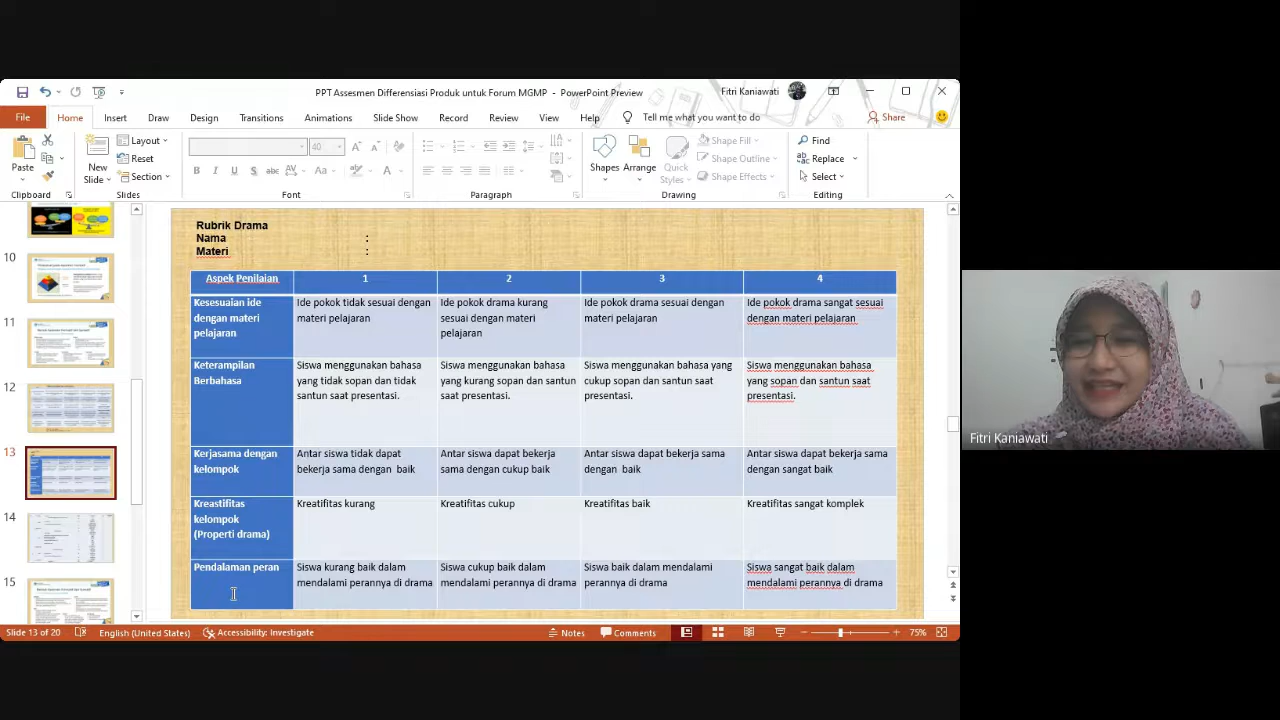 PPT Assesmen Differensiasi Produk untuk Forum MGMP - PowerPoint Preview
Fitri Kaniawati
File Home Insert Draw Design Transitions Animations Slide Show Record Review View Help Tell me what you want to do Share
Paste
Clipboard
New
Slide
Layout
Reset
Section
Slides
40
B I U S abc AV Aa A
Font
Paragraph
Shapes
Arrange
Quick
Styles
Shape Fill
Shape Outline
Shape Effects
Drawing
Find
Replace
Select
Editing
10
11
12
13
14
15
Rubrik Drama
Nama :
Materi :
Aspek Penilaian 1 2 3 4
Kesesuaian ide
dengan materi
pelajaran
Ide pokok tidak sesuai dengan
materi pelajaran
Ide pokok drama kurang
sesuai dengan materi
pelajaran
Ide pokok drama sesuai dengan
materi pelajaran
Ide pokok drama sangat sesuai
dengan materi pelajaran
Keterampilan
Berbahasa
Siswa menggunakan bahasa
yang tidak sopan dan tidak
santun saat presentasi.
Siswa menggunakan bahasa
yang kurang sopan dan santun
saat presentasi.
Siswa menggunakan bahasa yang
cukup sopan dan santun saat
presentasi.
Siswa menggunakan bahasa
yang sopan dan santun saat
presentasi.
Kerjasama dengan
kelompok
Antar siswa tidak dapat
bekerja sama dengan baik
Antar siswa dapat bekerja
sama dengan cukup baik
Antar siswa dapat bekerja sama
dengan baik
Antar siswa dapat bekerja sama
dengan sangat baik
Kreastifitas
kelompok
(Properti drama)
Kreatifitas kurang
Kreatifitas cukup
Kreatifitas baik
Kreatifitas sangat komplek
Pendalaman peran
Siswa kurang baik dalam
mendalami perannya di drama
Siswa cukup baik dalam
mendalami perannya di drama
Siswa baik dalam mendalami
perannya di drama
Siswa sangat baik dalam
mendalami perannya di drama
Fitri Kaniawati
Slide 13 of 20 English (United States) Accessibility: Investigate Notes Comments 75%